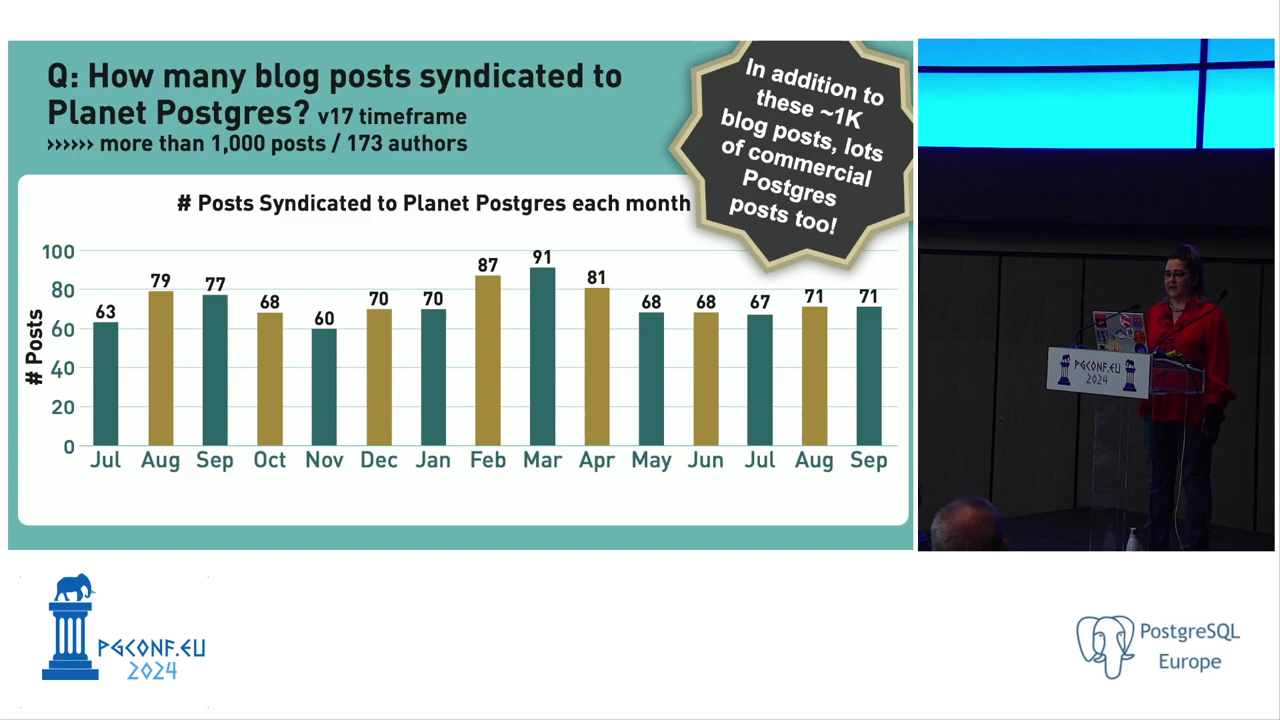 Q: How many blog posts syndicated to
Planet Postgres? v17 timeframe
›››››› more than 1,000 posts / 173 authors
In addition to
these ~1K
blog posts, lots
of commercial
Postgres
posts too!
# Posts Syndicated to Planet Postgres each month
# Posts
100
80
60
40
20
0
63
79
77
68
60
70
70
87
91
81
68
68
67
71
71
Jul Aug Sep Oct Nov Dec Jan Feb Mar Apr May Jun Jul Aug Sep
PGCONF.EU
2024
PGCONF.EU
2024
PostgreSQL
Europe